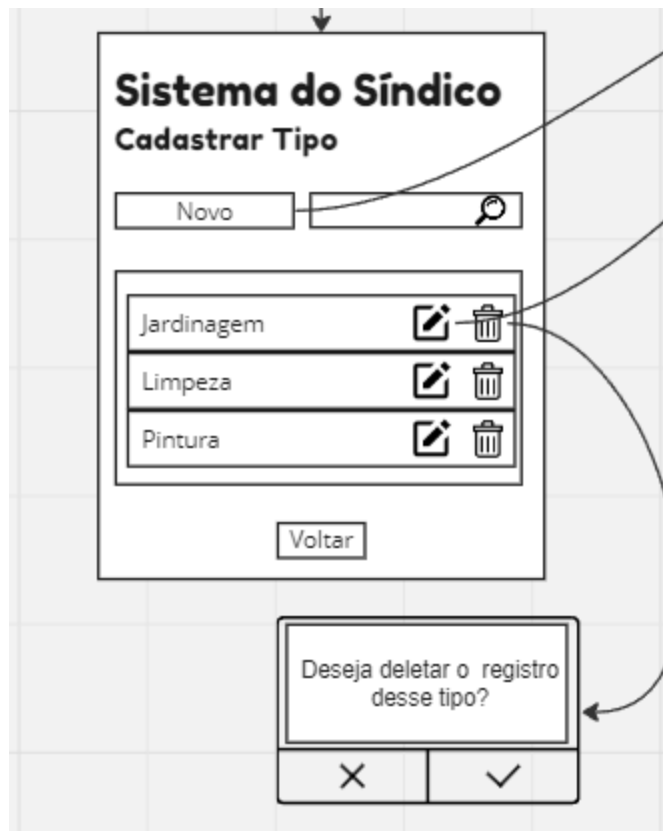 Sistema do Síndico
Cadastrar Tipo
Novo
Jardinagem
Limpeza
Pintura
Voltar
Deseja deletar o registro
desse tipo?